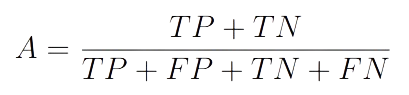 A = \frac{TP + TN}{TP + FP + TN + FN}